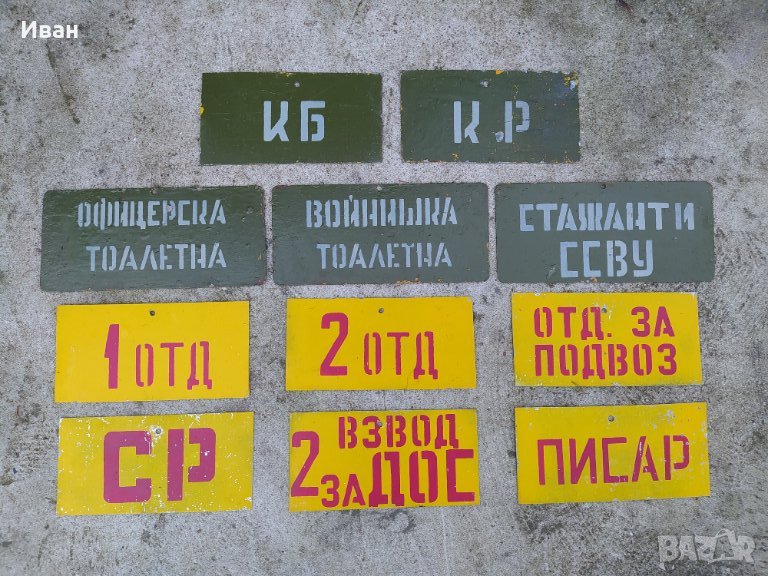 Иван
КБ
К.Р
ОФИЦЕРСКА
ТОАЛЕТНА
ВОЙНИШКА
ТОАЛЕТНА
СТАЖАНТИ
ССВУ
1 ОТД
2 ОТД
ОТД. ЗА
ПОДВОЗ
СР
2 ВЗВОД
ЗА ДОС
ПИСАР
BAZAR